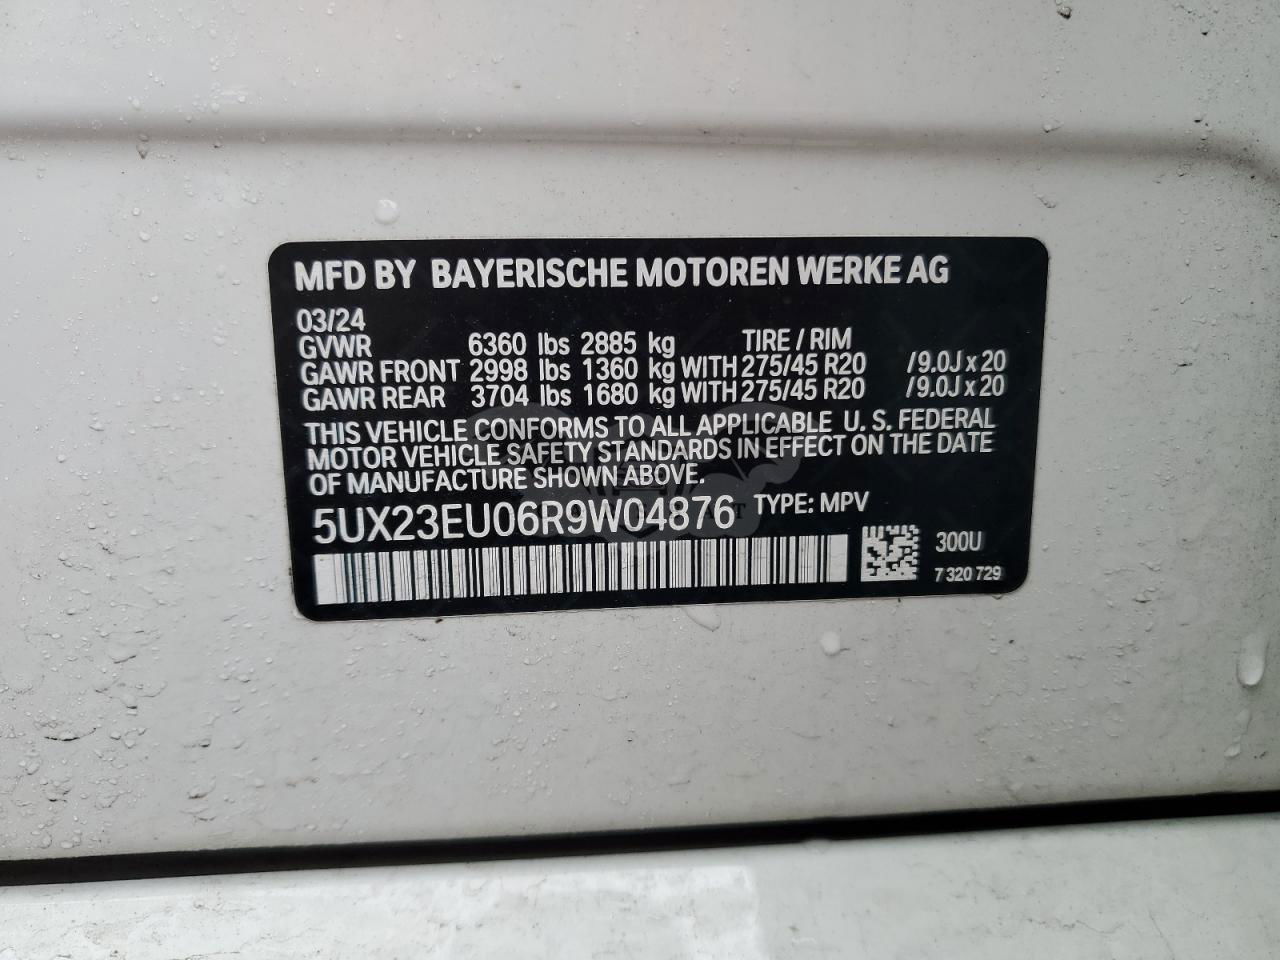 MFD BY BAYERISCHE MOTOREN WERKE AG
03/24
GVWR 6360 lbs 2885 kg TIRE / RIM
GAWR FRONT 2998 lbs 1360 kg WITH 275/45 R20 /9.0J x 20
GAWR REAR 3704 lbs 1680 kg WITH 275/45 R20 /9.0J x 20
THIS VEHICLE CONFORMS TO ALL APPLICABLE U. S. FEDERAL
MOTOR VEHICLE SAFETY STANDARDS IN EFFECT ON THE DATE
OF MANUFACTURE SHOWN ABOVE.
5UX23EU06R9W04876 TYPE: MPV
300U
7 320 729